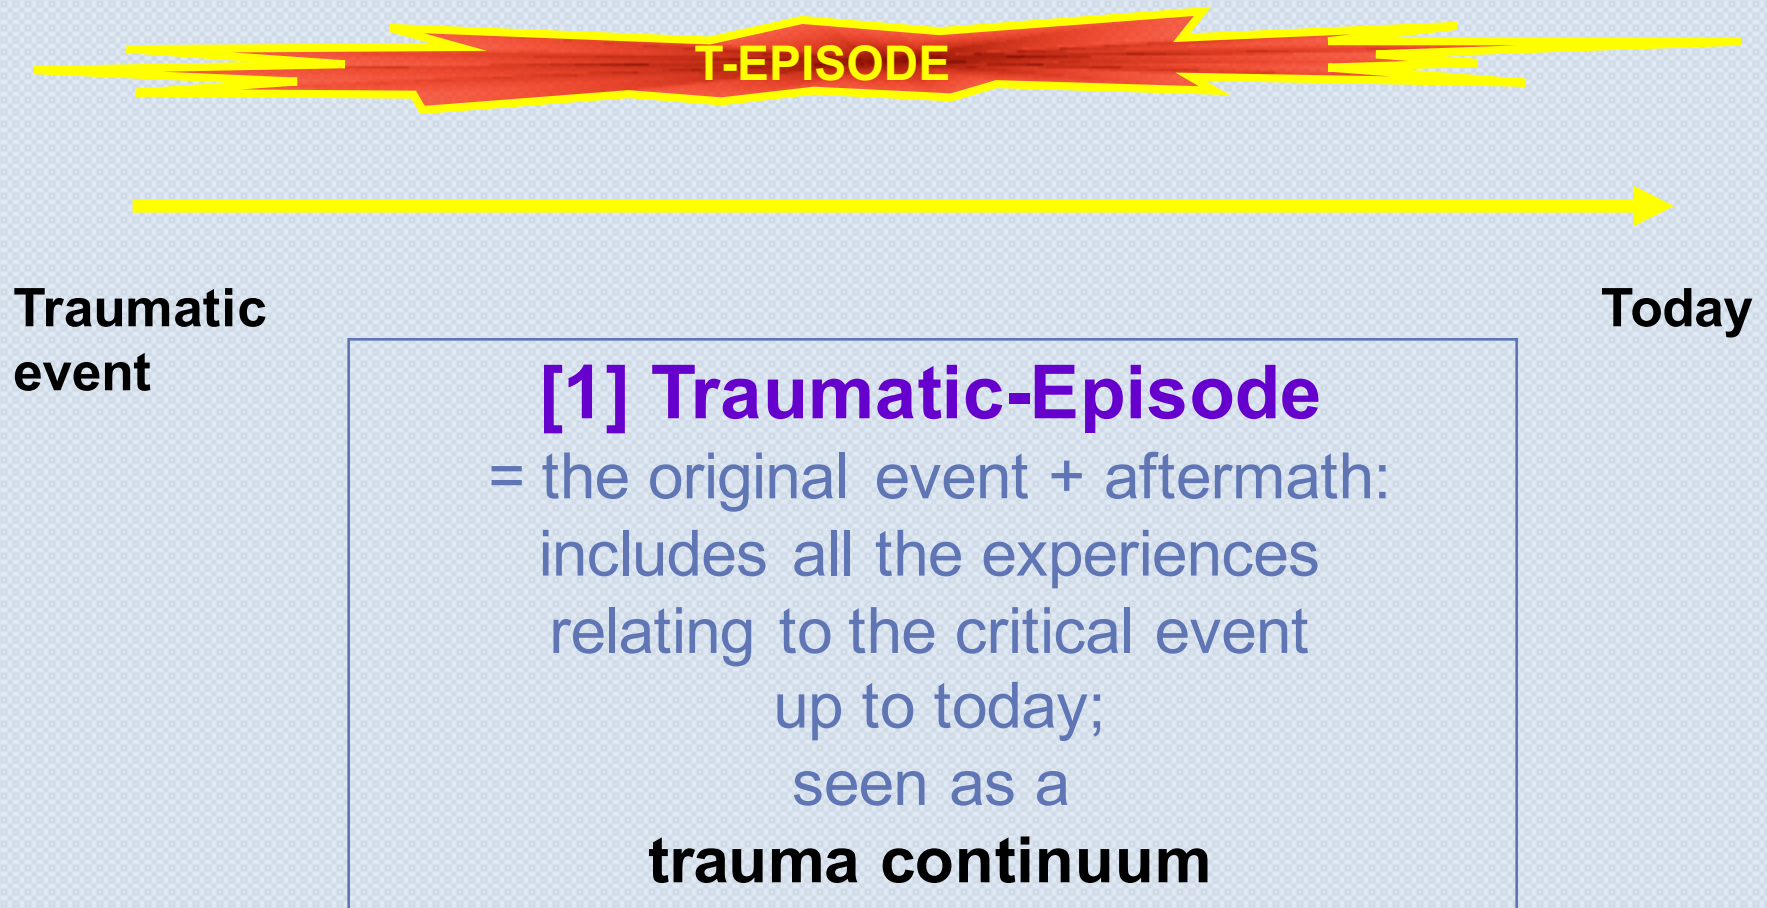 T-EPISODE
Traumatic
event
Today
[1] Traumatic-Episode
= the original event + aftermath:
includes all the experiences
relating to the critical event
up to today;
seen as a
trauma continuum